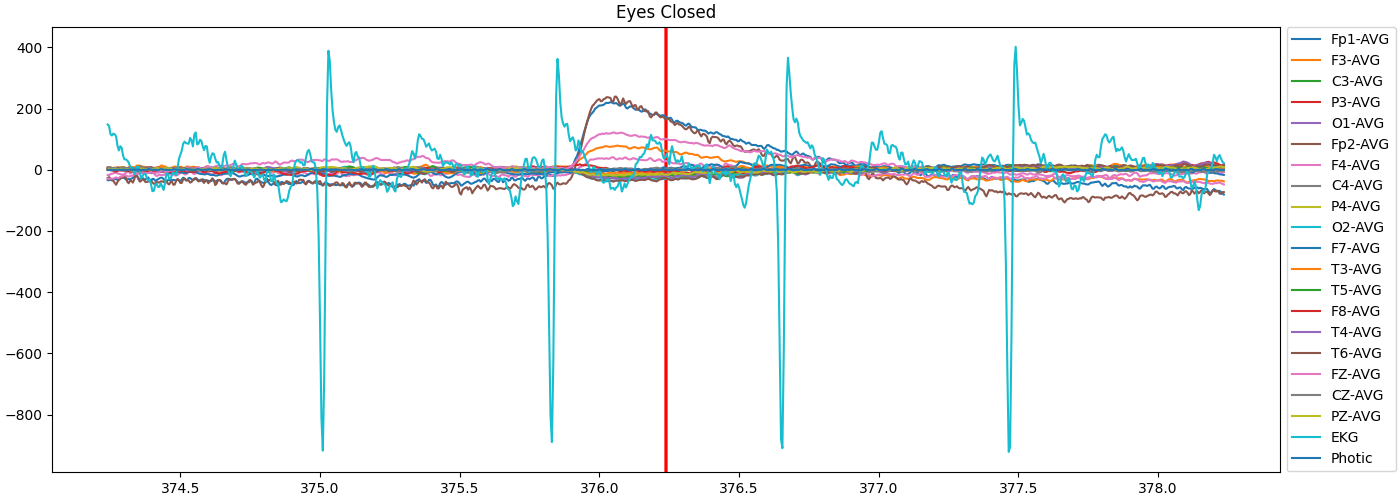 Eyes Closed
400
200
0
−200
−400
−600
−800
374.5 375.0 375.5 376.0 376.5 377.0 377.5 378.0
Fp1-AVG
F3-AVG
C3-AVG
P3-AVG
O1-AVG
Fp2-AVG
F4-AVG
C4-AVG
P4-AVG
O2-AVG
F7-AVG
T3-AVG
T5-AVG
F8-AVG
T4-AVG
T6-AVG
FZ-AVG
CZ-AVG
PZ-AVG
EKG
Photic